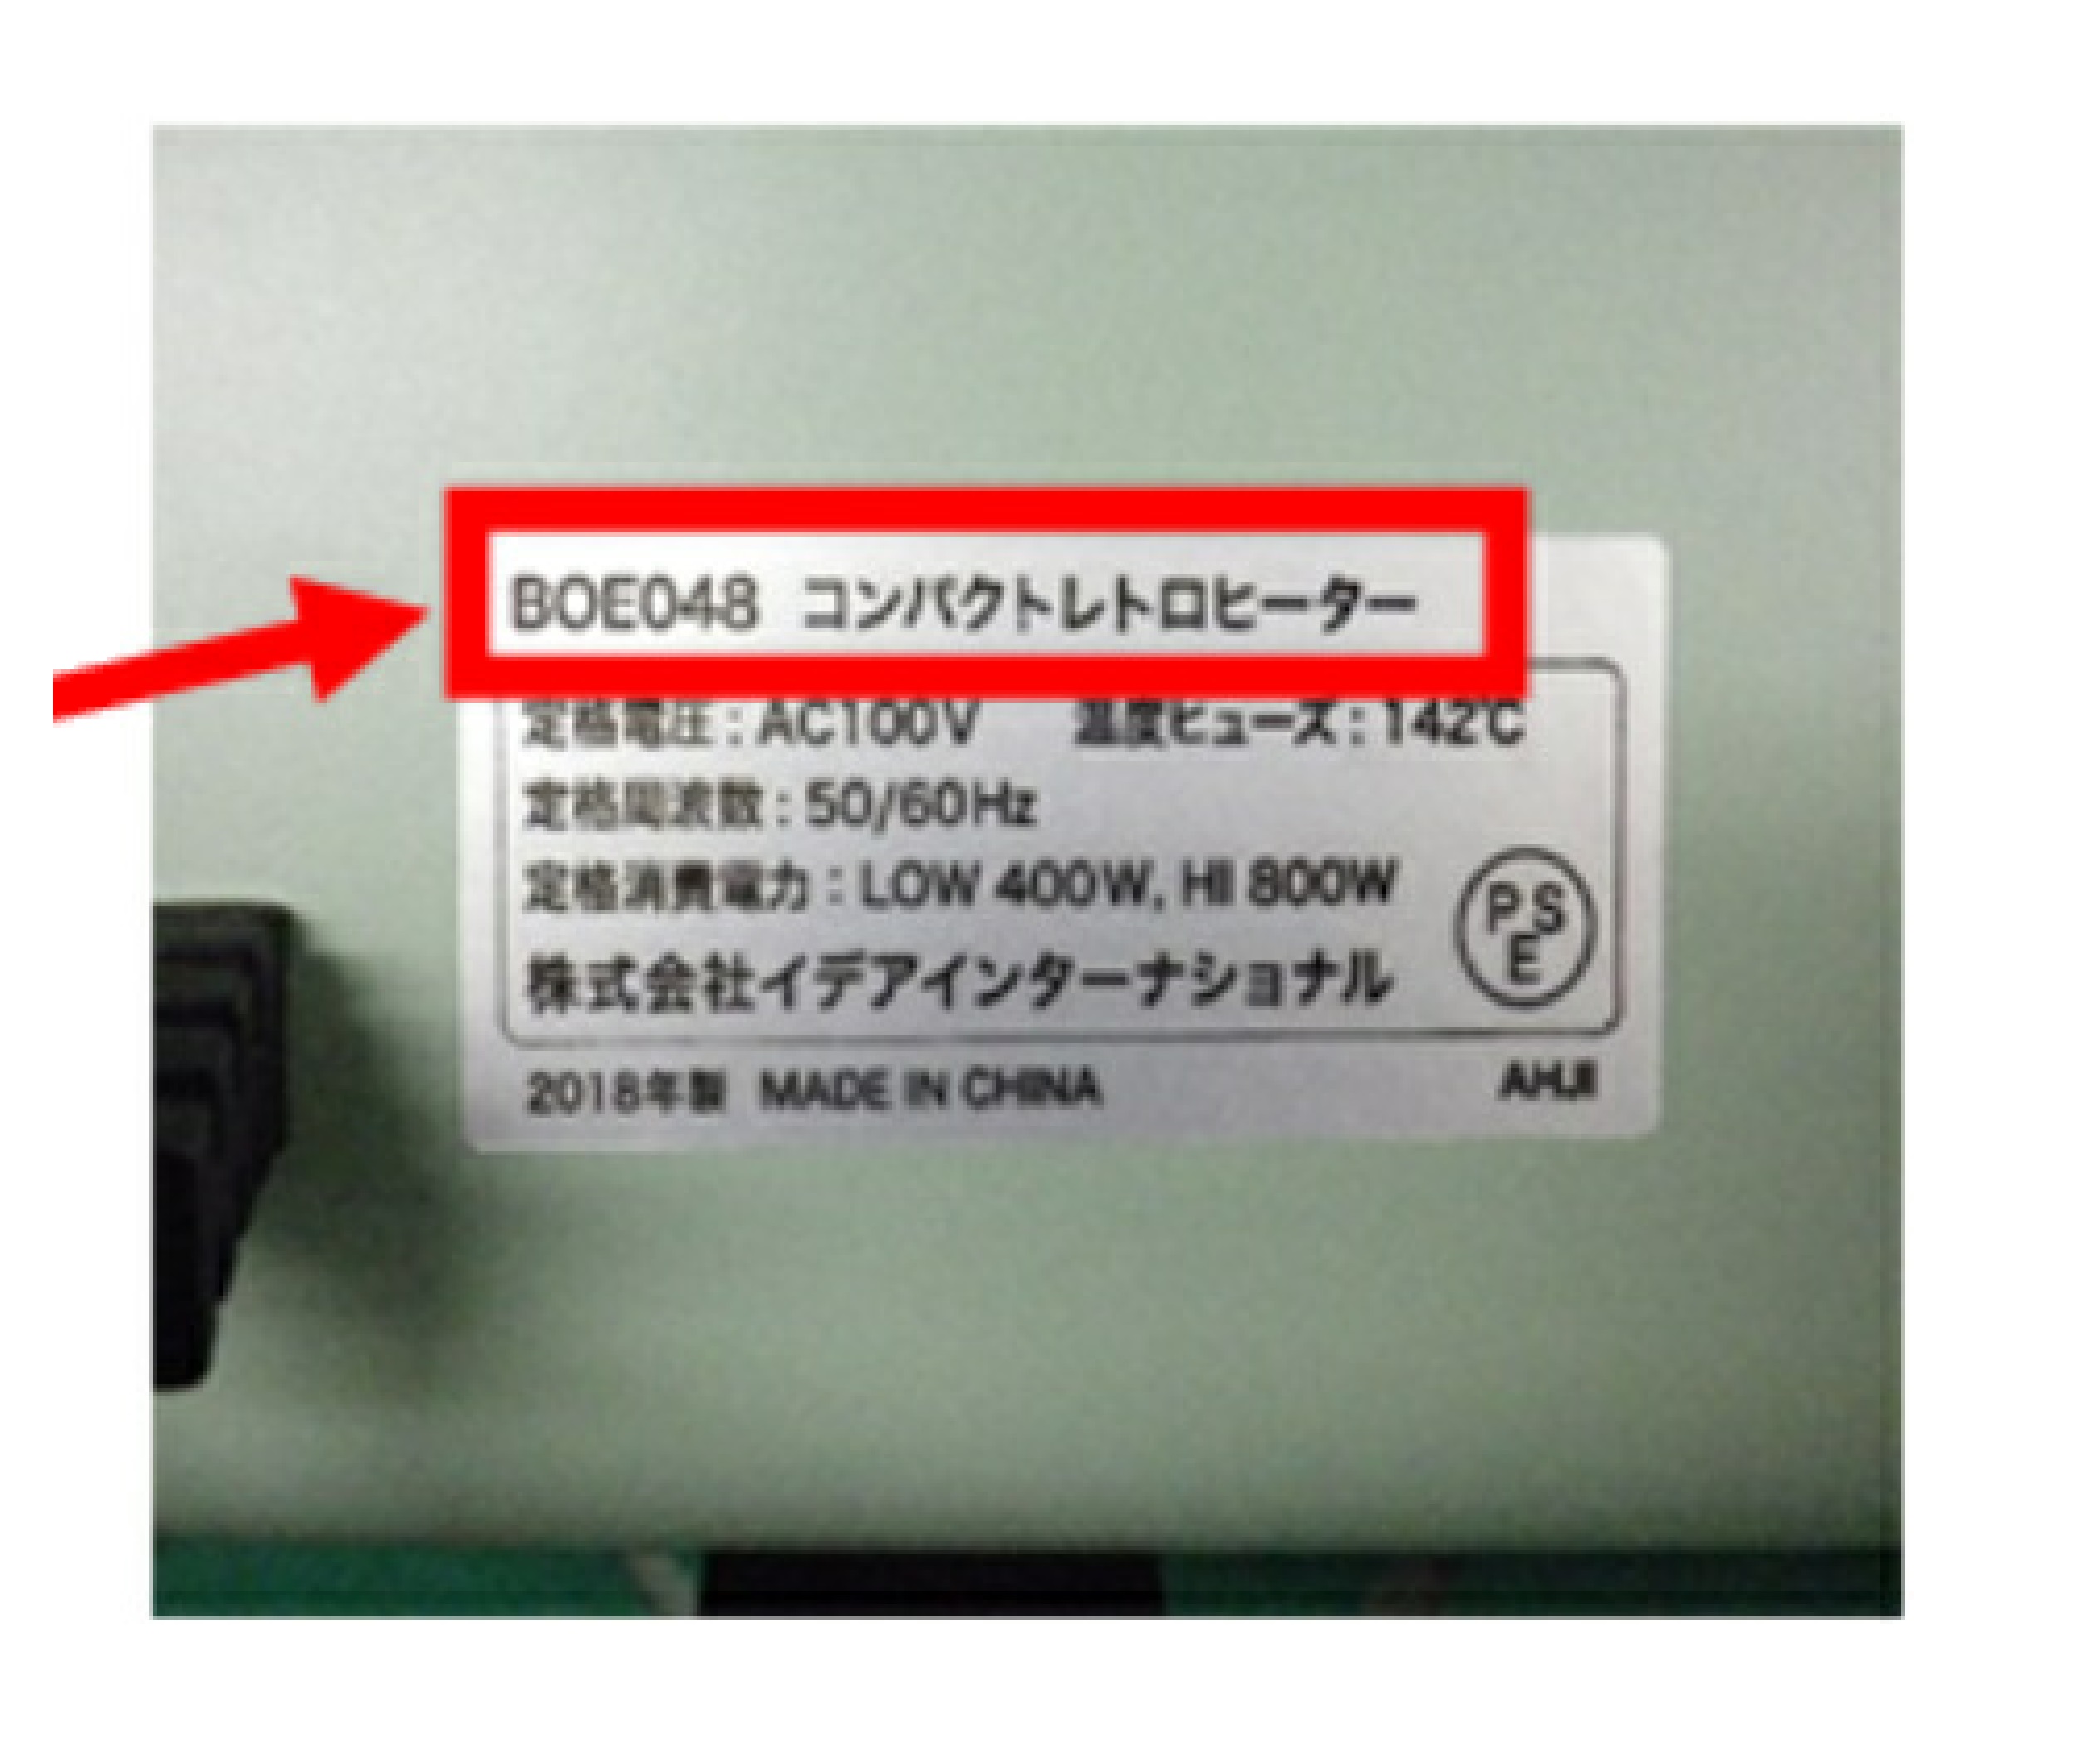 BOE048 コンパクトレトロヒーター
定格電圧 : AC100V 温度ヒューズ : 142℃
定格周波数 : 50/60Hz
定格消費電力 : LOW 400W, HI 800W
PSE
株式会社イデアインターナショナル
2018年製 MADE IN CHINA